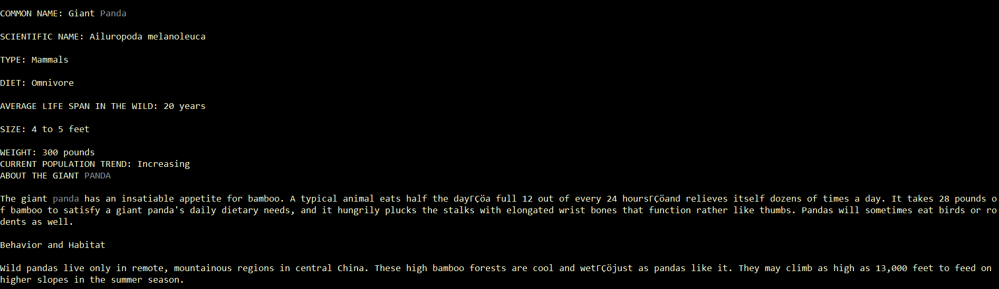 COMMON NAME: Giant Panda
SCIENTIFIC NAME: Ailuropoda melanoleuca
TYPE: Mammals
DIET: Omnivore
AVERAGE LIFE SPAN IN THE WILD: 20 years
SIZE: 4 to 5 feet
WEIGHT: 300 pounds
CURRENT POPULATION TREND: Increasing
ABOUT THE GIANT PANDA
The giant panda has an insatiable appetite for bamboo. A typical animal eats half the dayΓÇöa full 12 out of every 24 hoursΓÇöand relieves itself dozens of times a day. It takes 28 pounds o
f bamboo to satisfy a giant panda's daily dietary needs, and it hungrily plucks the stalks with elongated wrist bones that function rather like thumbs. Pandas will sometimes eat birds or ro
dents as well.
Behavior and Habitat
Wild pandas live only in remote, mountainous regions in central China. These high bamboo forests are cool and wetΓÇöjust as pandas like it. They may climb as high as 13,000 feet to feed on
higher slopes in the summer season.